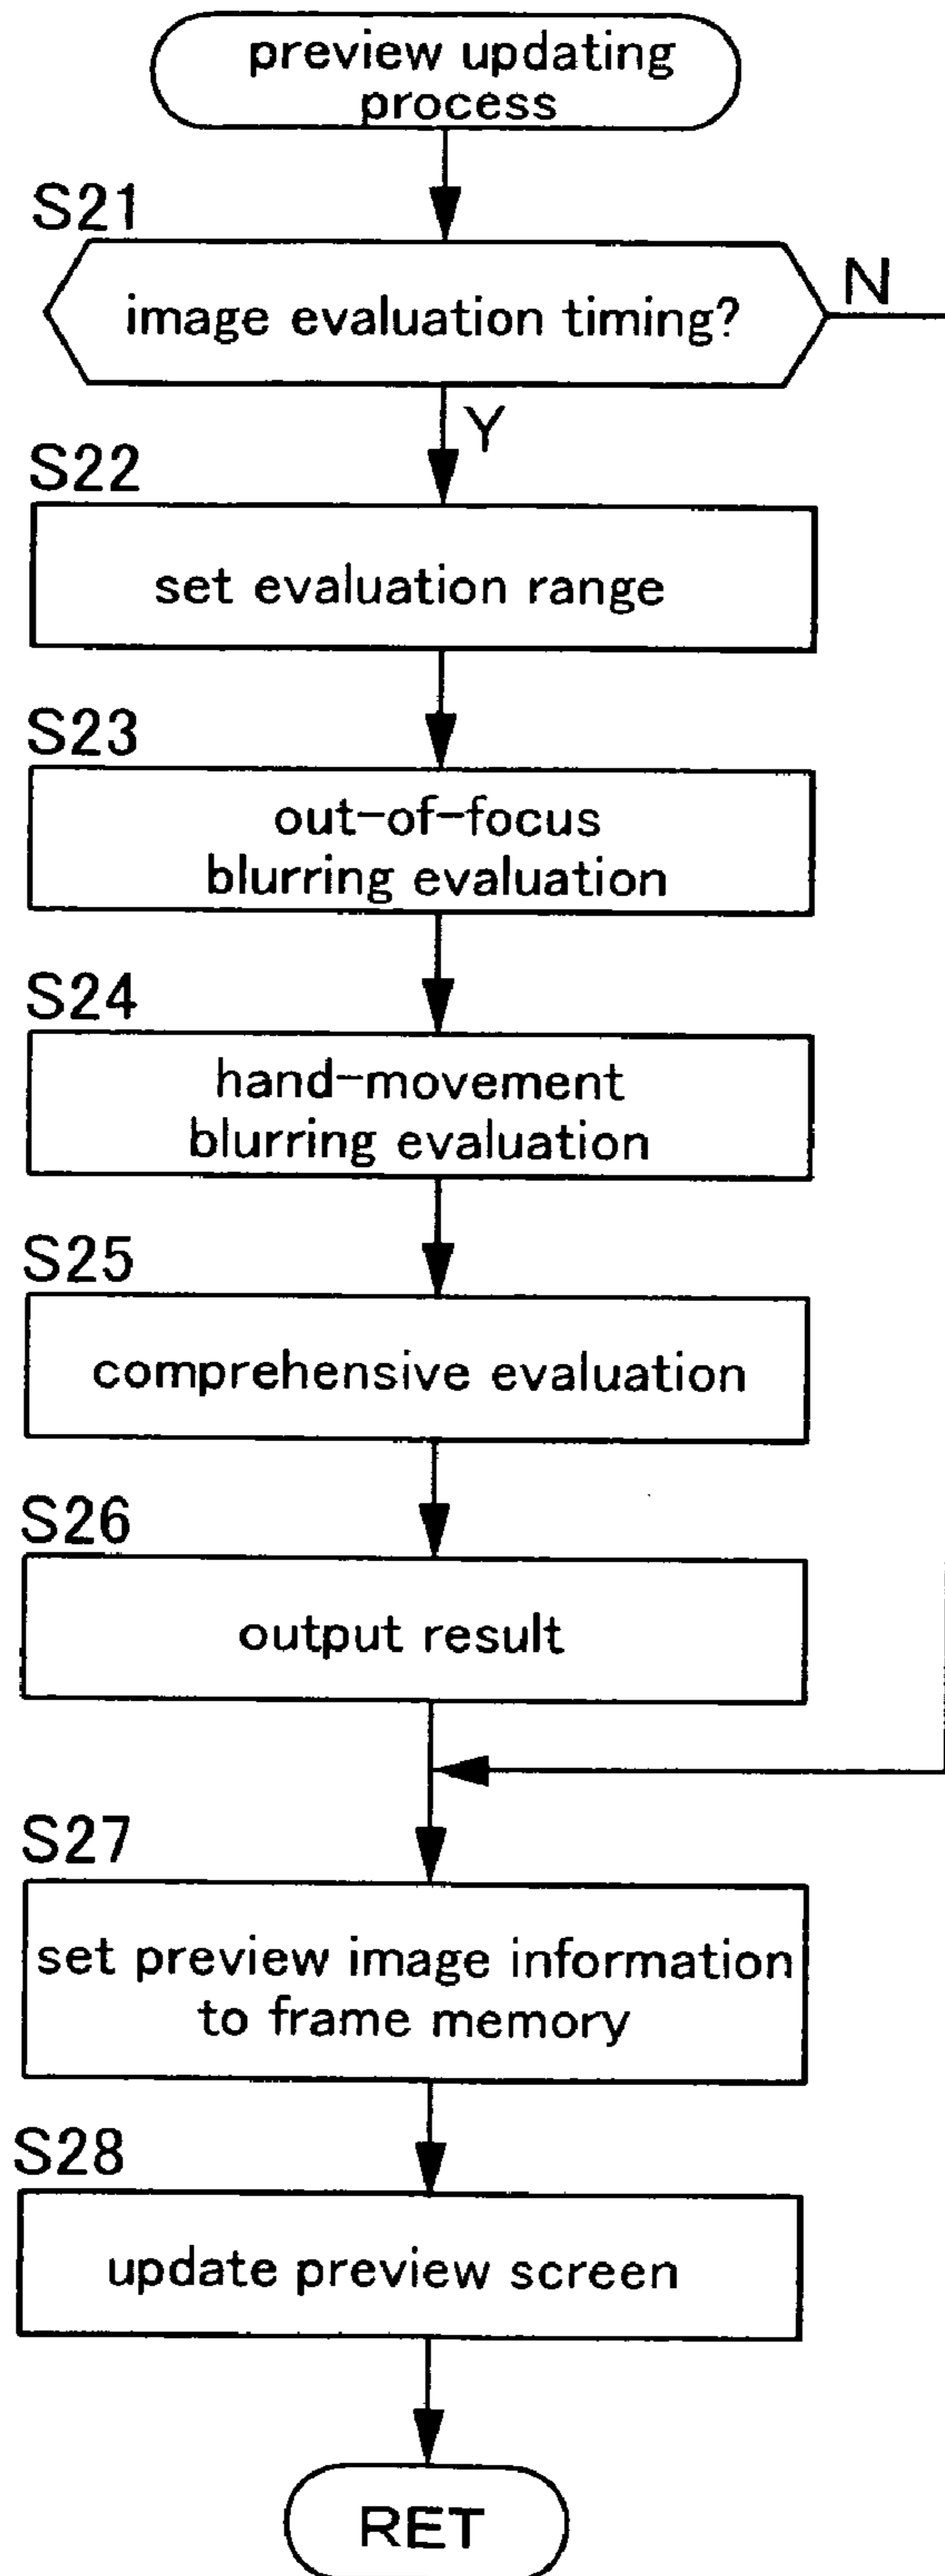 preview updating
process
S21
image evaluation timing?
N
Y
S22
set evaluation range
S23
out-of-focus
blurring evaluation
S24
hand-movement
blurring evaluation
S25
comprehensive evaluation
S26
output result
S27
set preview image information
to frame memory
S28
update preview screen
RET